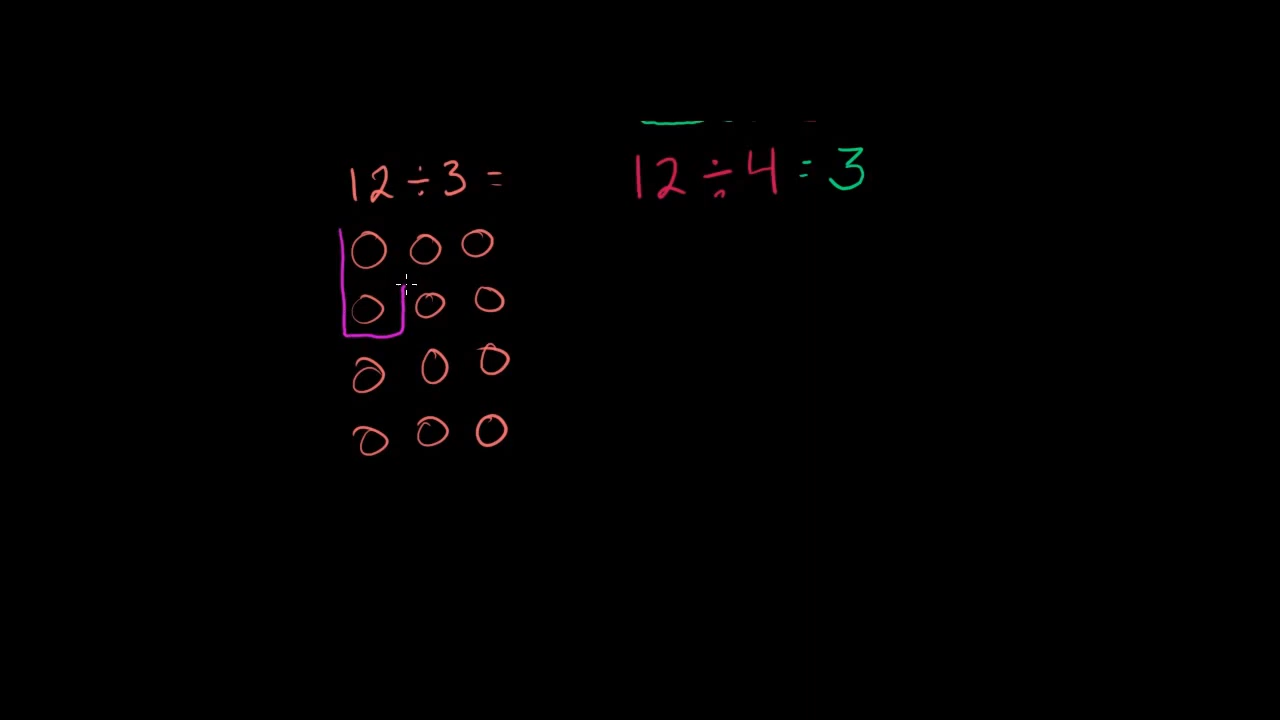 12 ÷ 3 =
12 ÷ 4 = 3